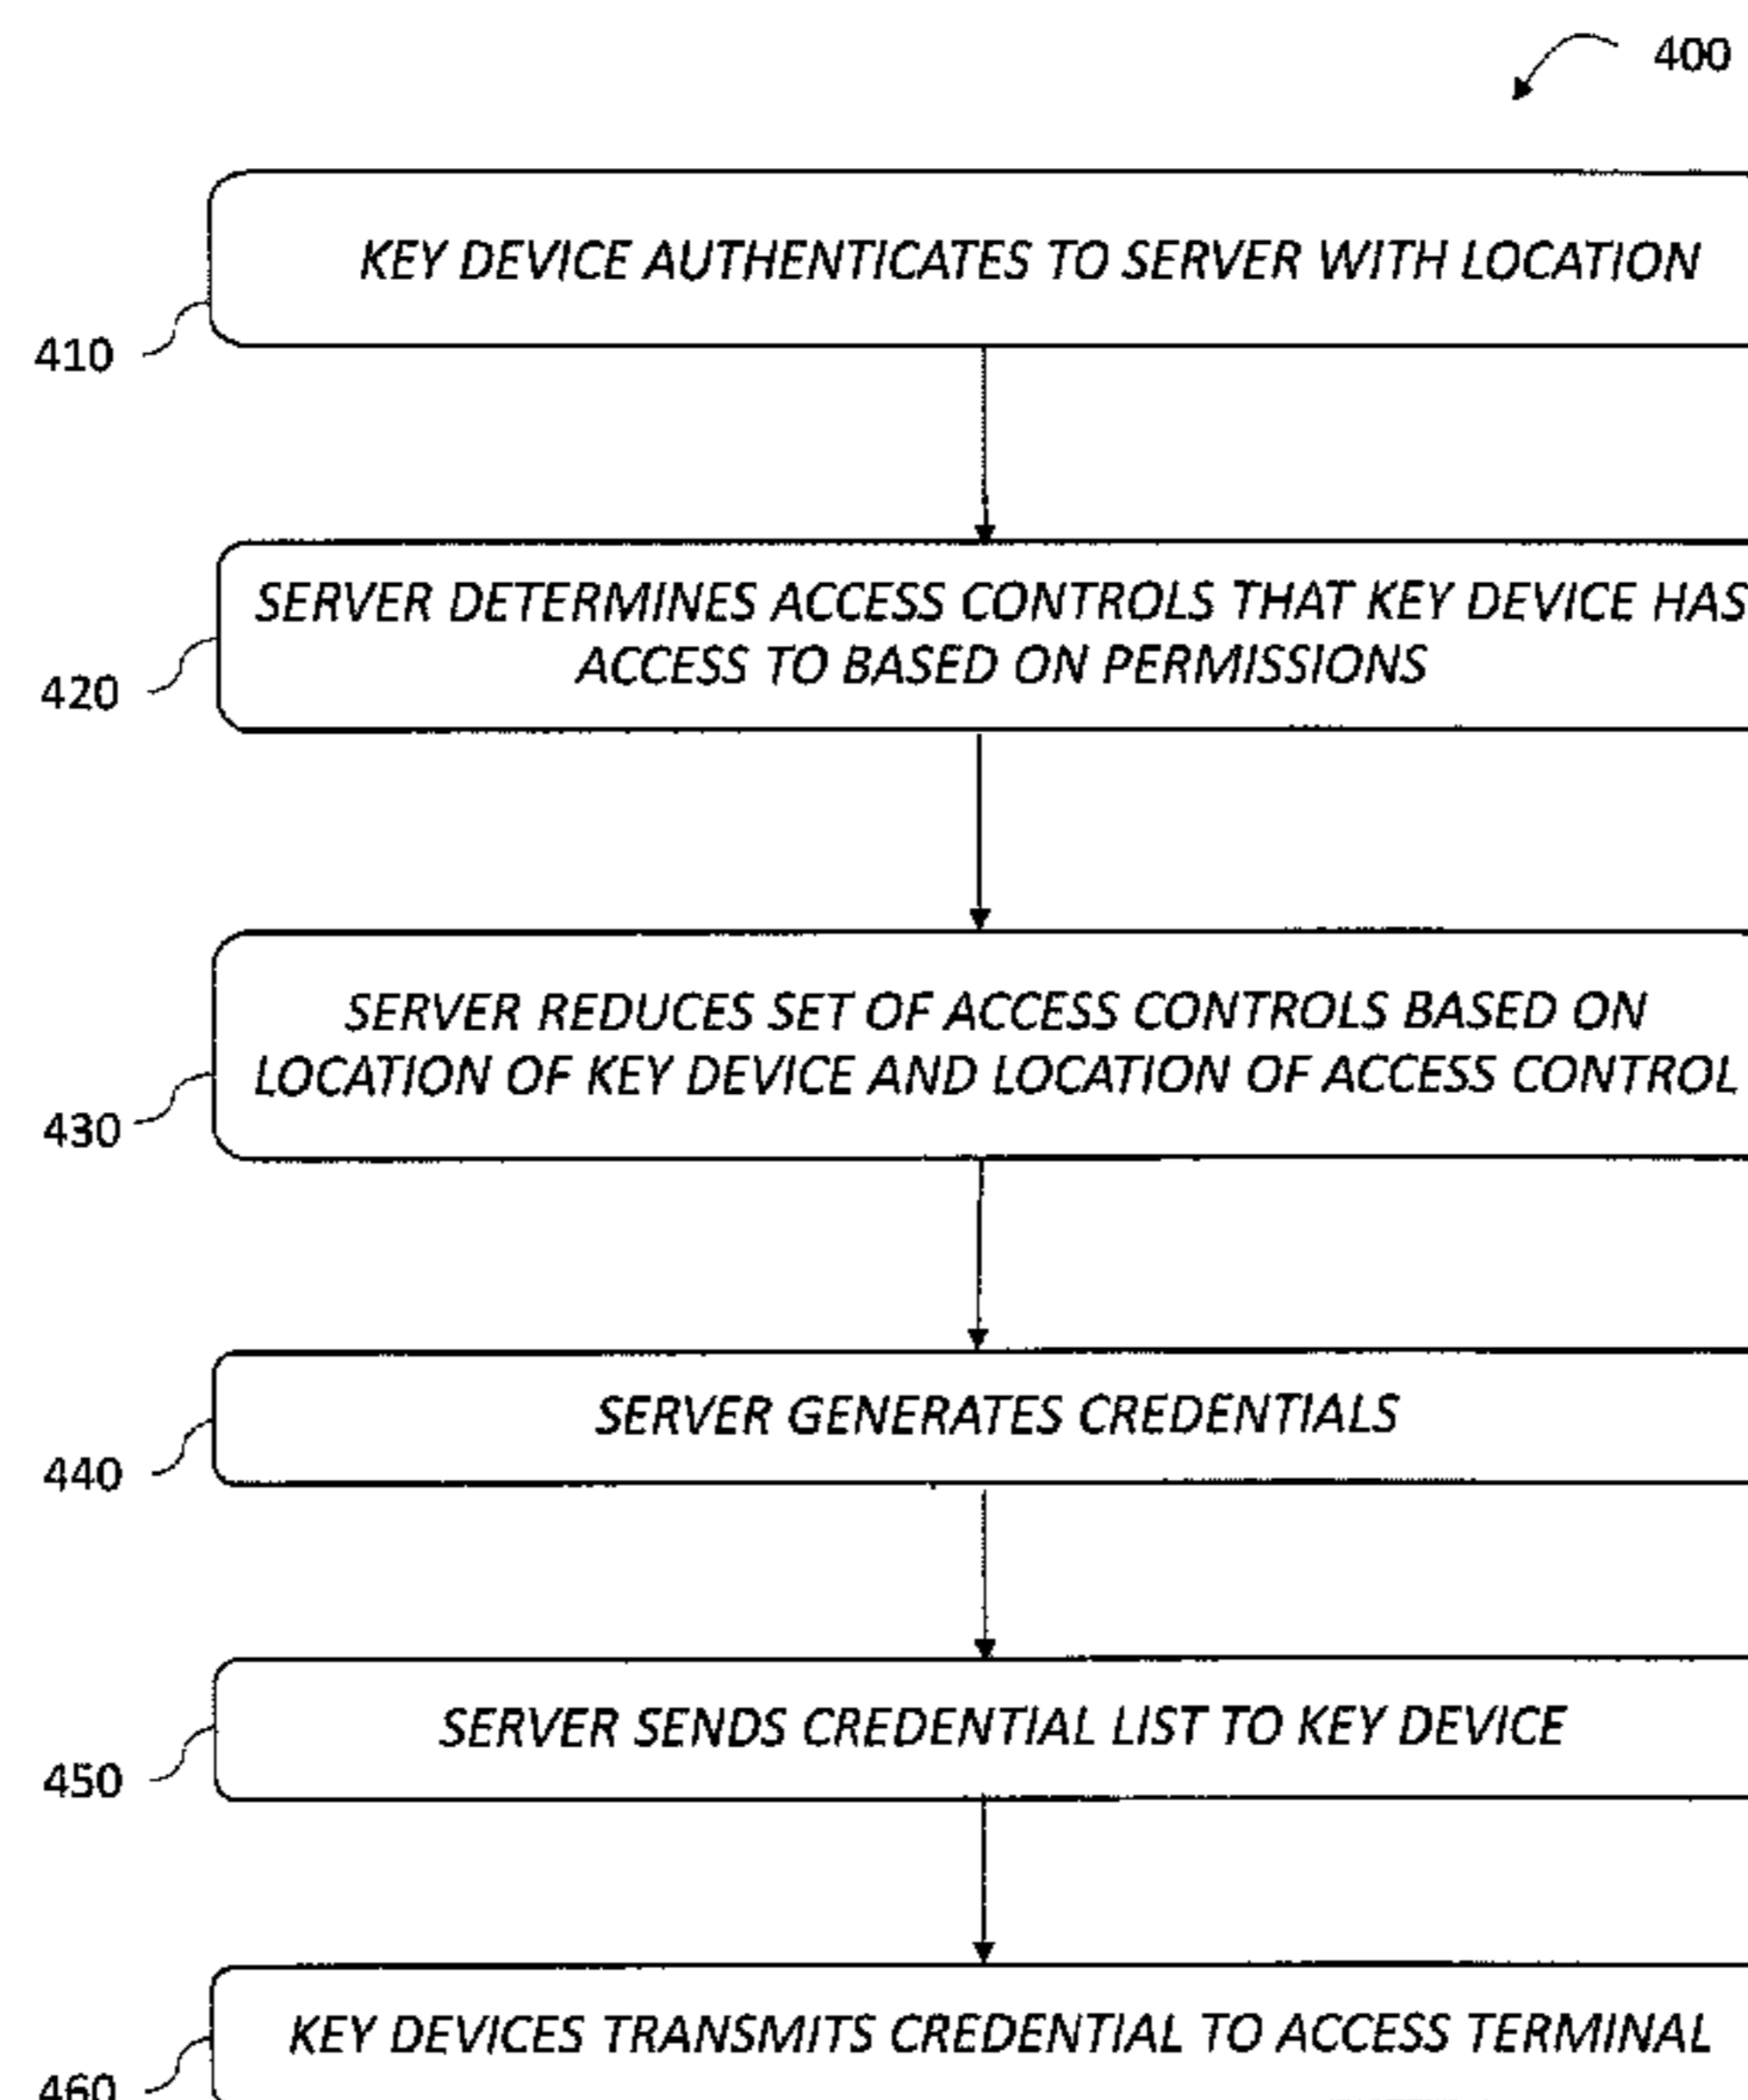 400
KEY DEVICE AUTHENTICATES TO SERVER WITH LOCATION
410
SERVER DETERMINES ACCESS CONTROLS THAT KEY DEVICE HAS
ACCESS TO BASED ON PERMISSIONS
420
SERVER REDUCES SET OF ACCESS CONTROLS BASED ON
LOCATION OF KEY DEVICE AND LOCATION OF ACCESS CONTROL
430
SERVER GENERATES CREDENTIALS
440
SERVER SENDS CREDENTIAL LIST TO KEY DEVICE
450
KEY DEVICES TRANSMITS CREDENTIAL TO ACCESS TERMINAL
460